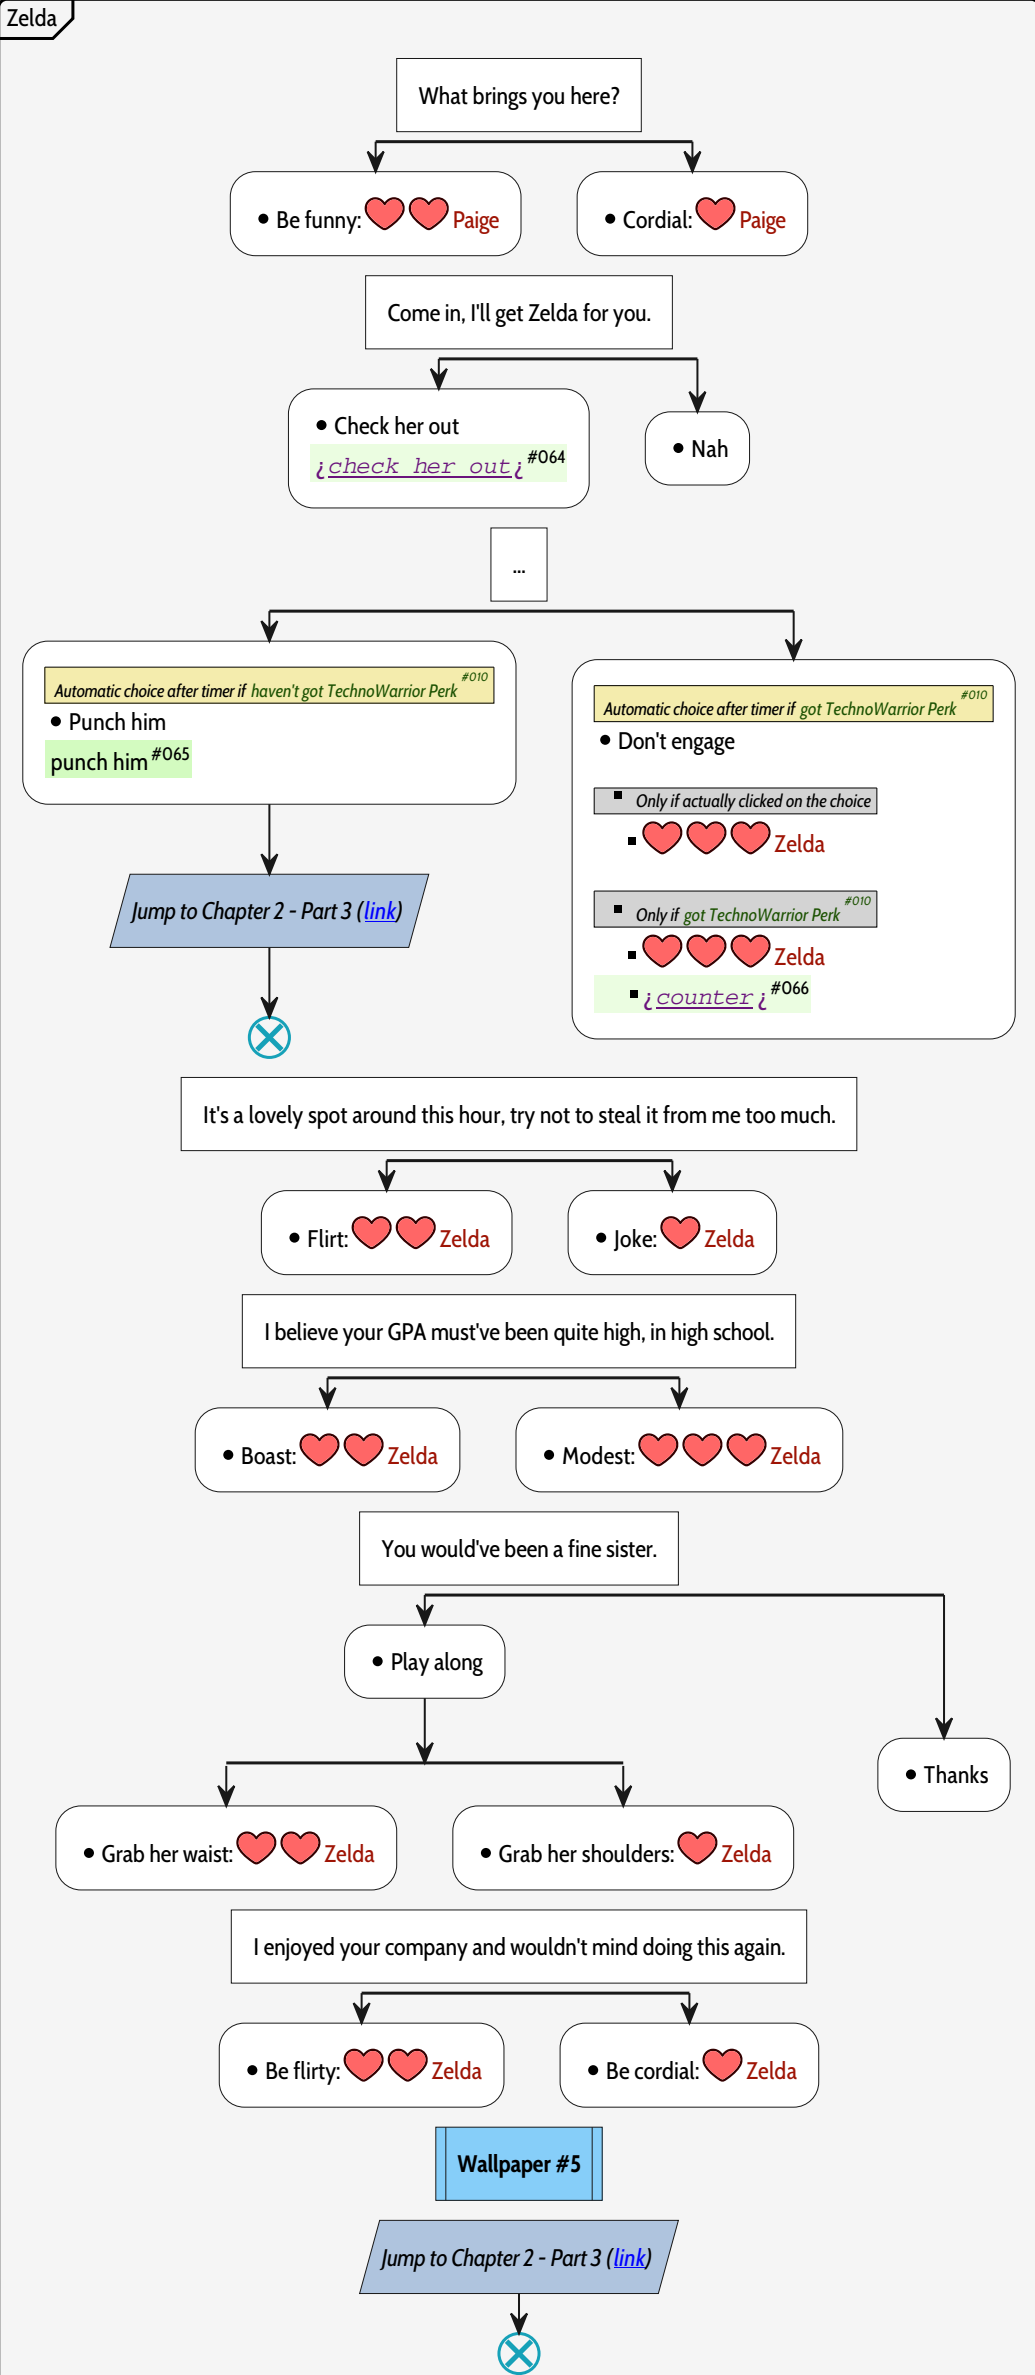 Zelda
What brings you here?
• Be funny: Paige
• Cordial: Paige
Come in, I'll get Zelda for you.
• Check her out
¿check her out¿ #064
• Nah
...
Automatic choice after timer if haven't got TechnoWarrior Perk #010
• Punch him
punch him #065
Jump to Chapter 2 - Part 3 (link)
Automatic choice after timer if got TechnoWarrior Perk #010
• Don't engage
▪ Only if actually clicked on the choice
▪ Zelda
▪ Only if got TechnoWarrior Perk #010
▪ Zelda
▪ ¿counter¿ #066
It's a lovely spot around this hour, try not to steal it from me too much.
• Flirt: Zelda
• Joke: Zelda
I believe your GPA must've been quite high, in high school.
• Boast: Zelda
• Modest: Zelda
You would've been a fine sister.
• Play along
• Thanks
• Grab her waist: Zelda
• Grab her shoulders: Zelda
I enjoyed your company and wouldn't mind doing this again.
• Be flirty: Zelda
• Be cordial: Zelda
Wallpaper #5
Jump to Chapter 2 - Part 3 (link)